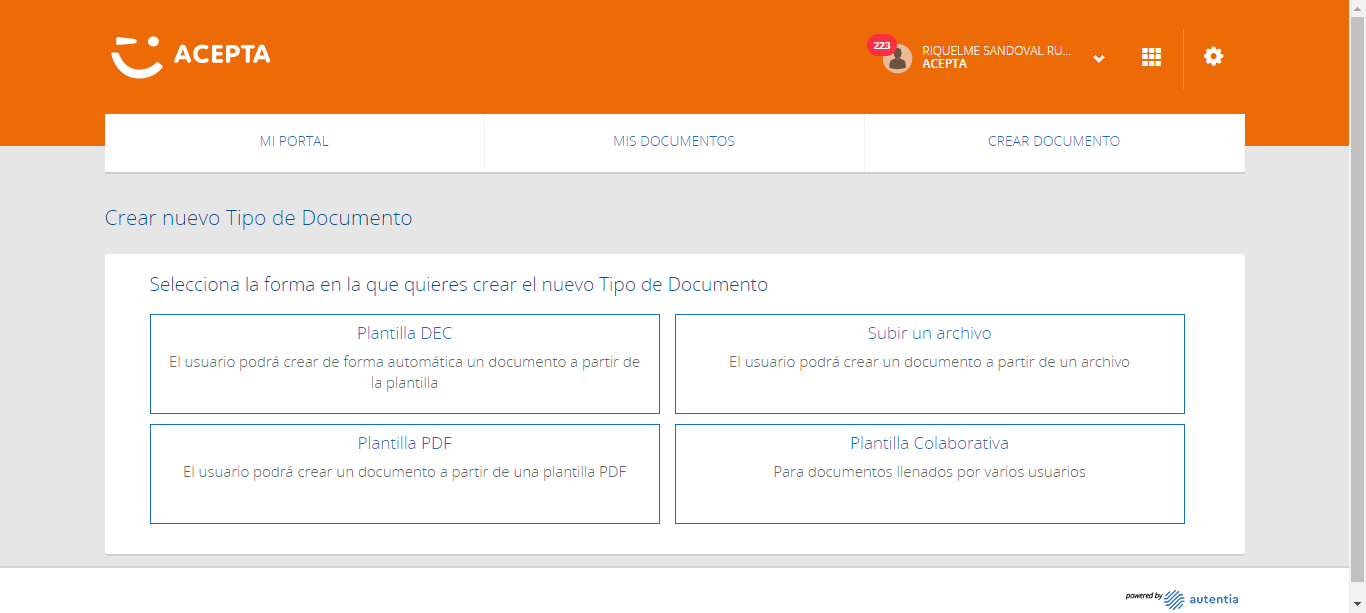 ACEPTA
223
RIQUELME SANDOVAL RU...
ACEPTA
MI PORTAL
MIS DOCUMENTOS
CREAR DOCUMENTO
Crear nuevo Tipo de Documento
Selecciona la forma en la que quieres crear el nuevo Tipo de Documento
Plantilla DEC
El usuario podrá crear de forma automática un documento a partir de
la plantilla
Subir un archivo
El usuario podrá crear un documento a partir de un archivo
Plantilla PDF
El usuario podrá crear un documento a partir de una plantilla PDF
Plantilla Colaborativa
Para documentos llenados por varios usuarios
powered by autentia